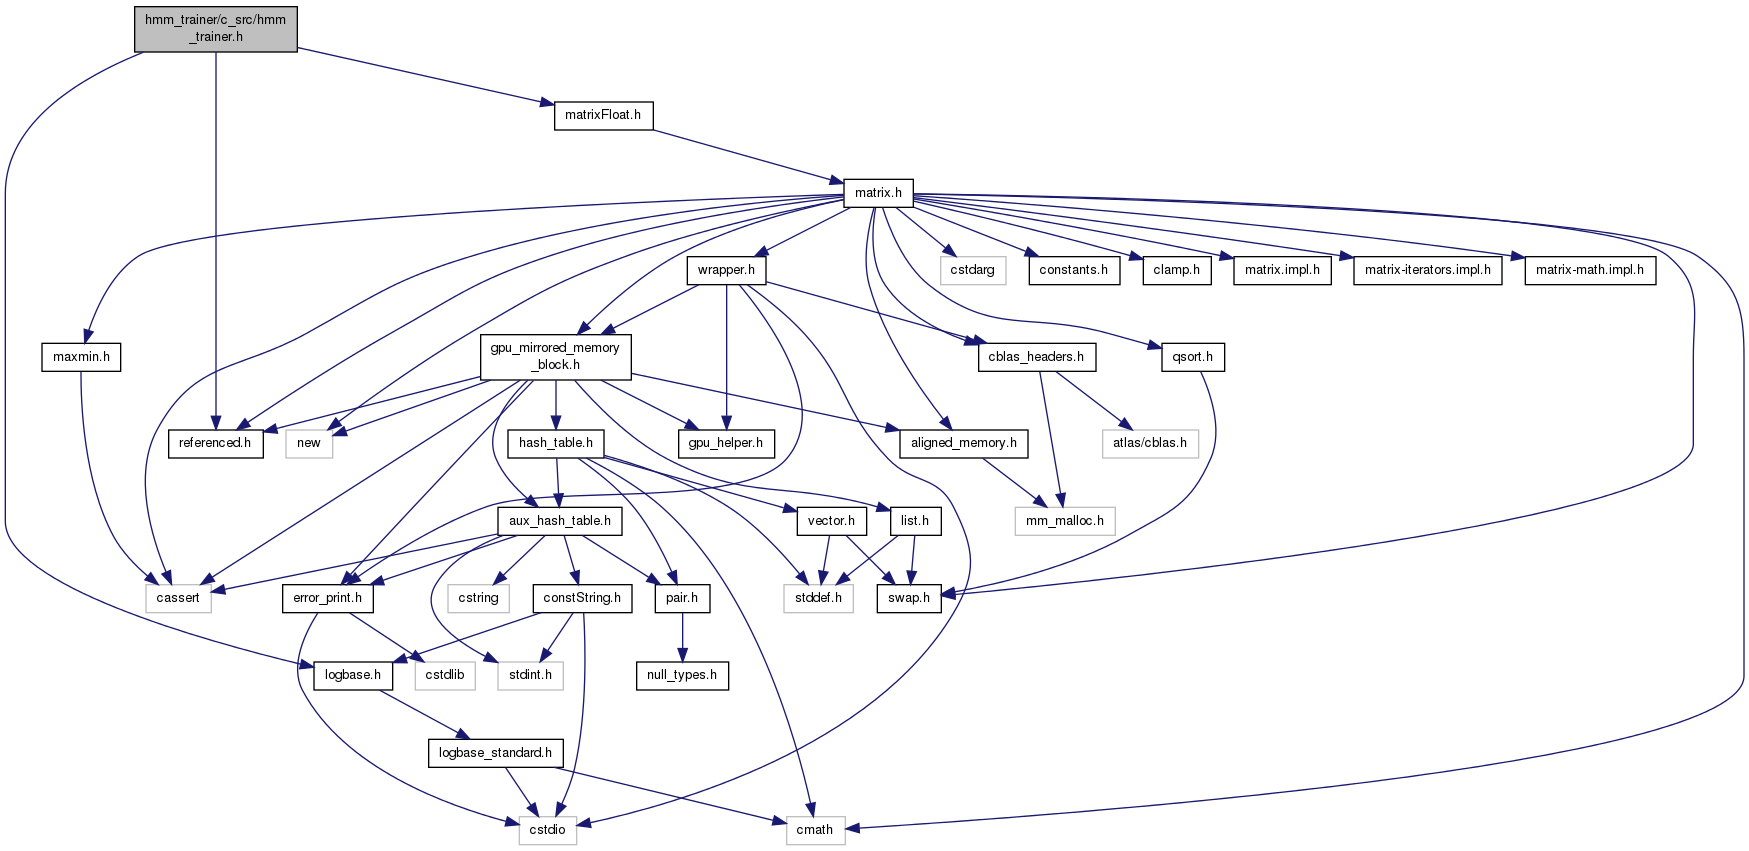 hmm_trainer/c_src/hmm
_trainer.h
matrixFloat.h
matrix.h
wrapper.h
cstdarg
constants.h
clamp.h
matrix.impl.h
matrix-iterators.impl.h
matrix-math.impl.h
maxmin.h
gpu_mirrored_memory
_block.h
cblas_headers.h
qsort.h
referenced.h
new
hash_table.h
gpu_helper.h
aligned_memory.h
atlas/cblas.h
aux_hash_table.h
vector.h
list.h
mm_malloc.h
cassert
error_print.h
cstring
constString.h
pair.h
stddef.h
swap.h
logbase.h
cstdlib
stdint.h
null_types.h
logbase_standard.h
cstdio
cmath